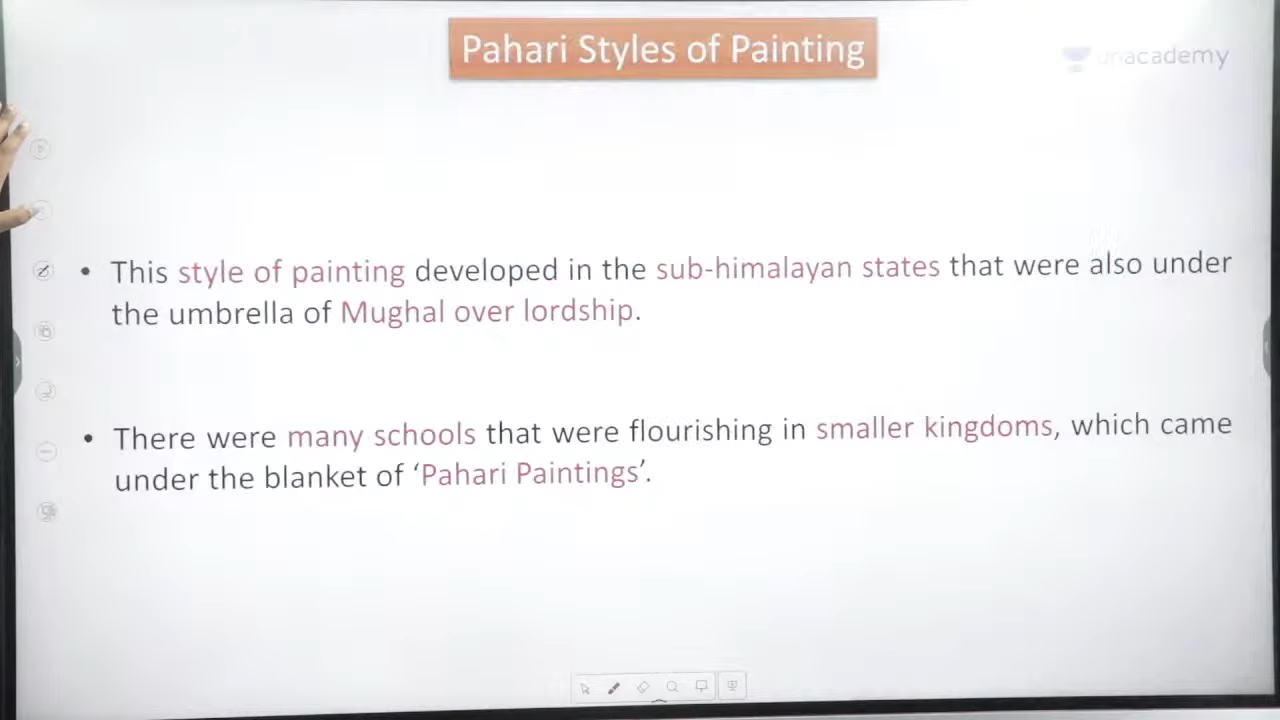 Pahari Styles of Painting
unacademy
• This style of painting developed in the sub-himalayan states that were also under
the umbrella of Mughal over lordship.
• There were many schools that were flourishing in smaller kingdoms, which came
under the blanket of ‘Pahari Paintings’.